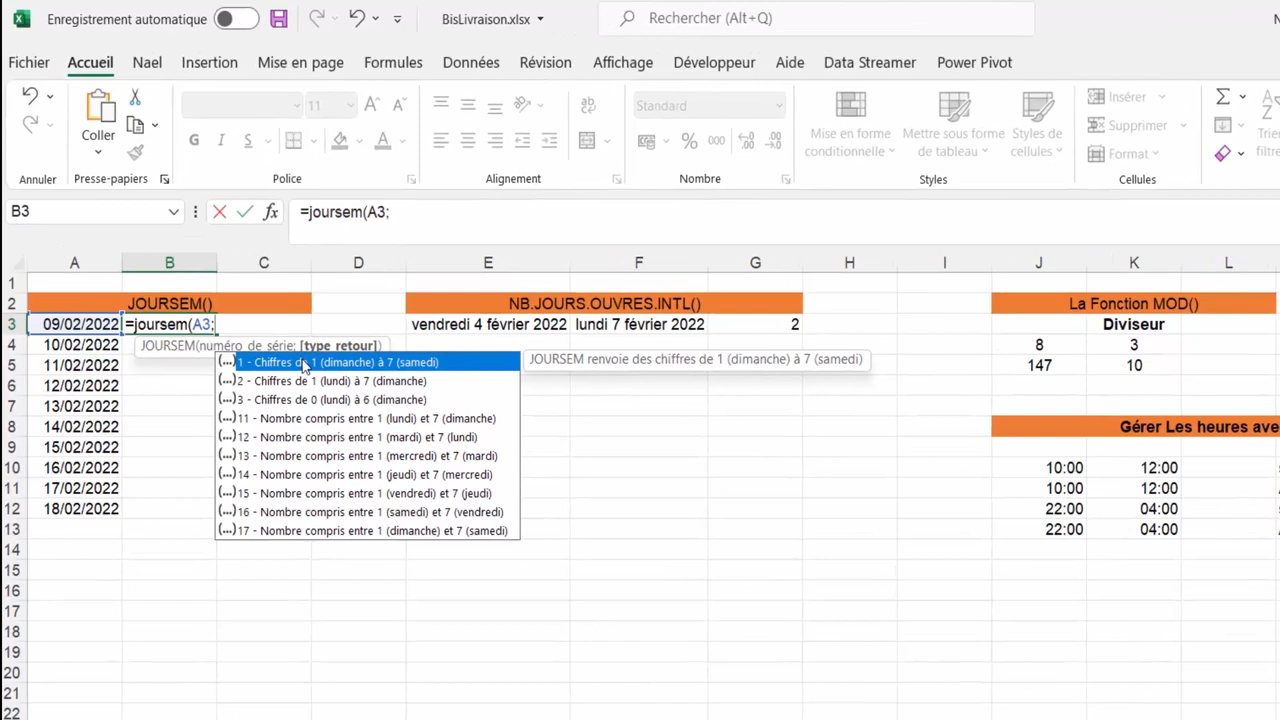 Enregistrement automatique
BisLivraison.xlsx
Rechercher (Alt+Q)
Fichier Accueil Nael Insertion Mise en page Formules Données Révision Affichage Développeur Aide Data Streamer Power Pivot
Coller
11
G I S
Standard
% 000
Mise en forme conditionnelle
Mettre sous forme de tableau
Styles de cellules
Insérer
Supprimer
Format
Annuler Presse-papiers Police Alignement Nombre Styles Cellules
B3
fx
=joursem(A3;
A B C D E F G H I J K L
1
2 JOURSEM() NB.JOURS.OUVRES.INTL() La Fonction MOD()
3 09/02/2022 =joursem(A3; vendredi 4 février 2022 lundi 7 février 2022 2 Diviseur
JOURSEM(numéro_de_série; [type_retour])
4 10/02/2022 8 3
5 11/02/2022 147 10
6 12/02/2022
7 13/02/2022
8 14/02/2022 Gérer Les heures ave
9 15/02/2022
10 16/02/2022 10:00 12:00
11 17/02/2022 10:00 12:00
12 18/02/2022 22:00 04:00
13 22:00 04:00
(...) 1 - Chiffres de 1 (dimanche) à 7 (samedi)
JOURSEM renvoie des chiffres de 1 (dimanche) à 7 (samedi)
(...) 2 - Chiffres de 1 (lundi) à 7 (dimanche)
(...) 3 - Chiffres de 0 (lundi) à 6 (dimanche)
(...) 11 - Nombre compris entre 1 (lundi) et 7 (dimanche)
(...) 12 - Nombre compris entre 1 (mardi) et 7 (lundi)
(...) 13 - Nombre compris entre 1 (mercredi) et 7 (mardi)
(...) 14 - Nombre compris entre 1 (jeudi) et 7 (mercredi)
(...) 15 - Nombre compris entre 1 (vendredi) et 7 (jeudi)
(...) 16 - Nombre compris entre 1 (samedi) et 7 (vendredi)
(...) 17 - Nombre compris entre 1 (dimanche) et 7 (samedi)
14
15
16
17
18
19
20
21
22